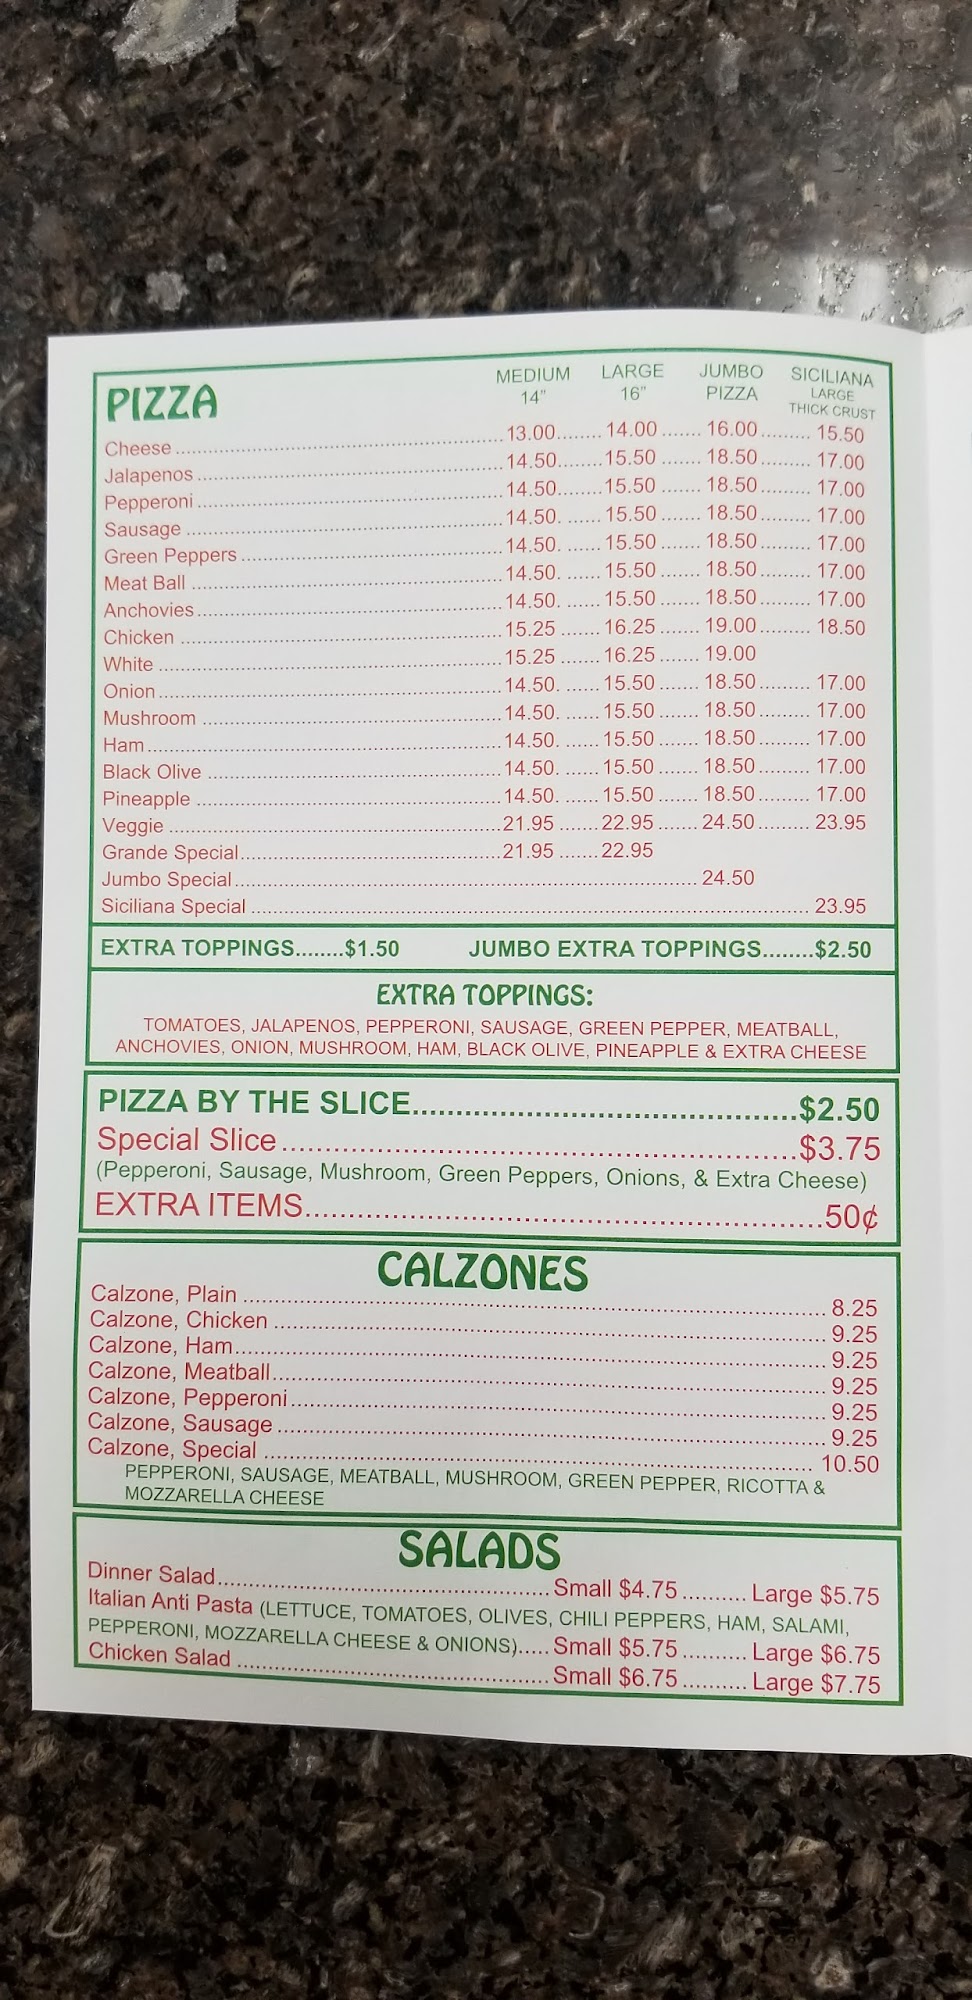 PIZZA MEDIUM 14" LARGE 16" JUMBO PIZZA SICILIANA LARGE THICK CRUST
Cheese 13.00 14.00 16.00 15.50
Jalapenos 14.50 15.50 18.50 17.00
Pepperoni 14.50 15.50 18.50 17.00
Sausage 14.50. 15.50 18.50 17.00
Green Peppers 14.50. 15.50 18.50 17.00
Meat Ball 14.50. 15.50 18.50 17.00
Anchovies 14.50. 15.50 18.50 17.00
Chicken 15.25 16.25 19.00 18.50
White 15.25 16.25 19.00
Onion 14.50. 15.50 18.50 17.00
Mushroom 14.50. 15.50 18.50 17.00
Ham 14.50. 15.50 18.50 17.00
Black Olive 14.50. 15.50 18.50 17.00
Pineapple 14.50. 15.50 18.50 17.00
Veggie 21.95 22.95 24.50 23.95
Grande Special 21.95 22.95
Jumbo Special 24.50
Siciliana Special 23.95
EXTRA TOPPINGS........$1.50 JUMBO EXTRA TOPPINGS........$2.50
EXTRA TOPPINGS:
TOMATOES, JALAPENOS, PEPPERONI, SAUSAGE, GREEN PEPPER, MEATBALL,
ANCHOVIES, ONION, MUSHROOM, HAM, BLACK OLIVE, PINEAPPLE & EXTRA CHEESE
PIZZA BY THE SLICE $2.50
Special Slice $3.75
(Pepperoni, Sausage, Mushroom, Green Peppers, Onions, & Extra Cheese)
EXTRA ITEMS 50¢
CALZONES
Calzone, Plain 8.25
Calzone, Chicken 9.25
Calzone, Ham 9.25
Calzone, Meatball 9.25
Calzone, Pepperoni 9.25
Calzone, Sausage 9.25
Calzone, Special 10.50
PEPPERONI, SAUSAGE, MEATBALL, MUSHROOM, GREEN PEPPER, RICOTTA &
MOZZARELLA CHEESE
SALADS
Dinner Salad Small $4.75 Large $5.75
Italian Anti Pasta (LETTUCE, TOMATOES, OLIVES, CHILI PEPPERS, HAM, SALAMI,
PEPPERONI, MOZZARELLA CHEESE & ONIONS)..... Small $5.75 Large $6.75
Chicken Salad Small $6.75 Large $7.75